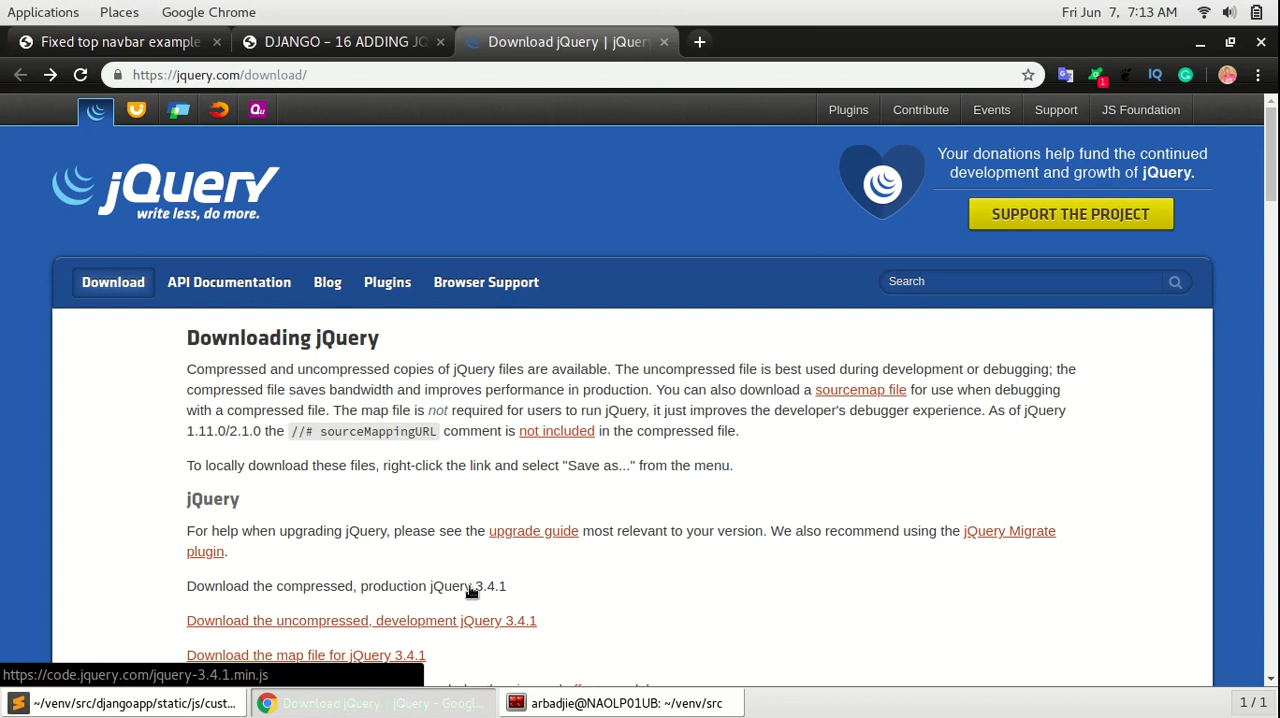 Applications Places Google Chrome Fri Jun 7, 7:13 AM
Fixed top navbar example × DJANGO – 16 ADDING JQ × Download jQuery | jQuer ×
https://jquery.com/download/
IQ 1
Qu Plugins Contribute Events Support JS Foundation
Your donations help fund the continued
development and growth of jQuery.
jQuery
write less, do more.
SUPPORT THE PROJECT
Download API Documentation Blog Plugins Browser Support Search
Downloading jQuery
Compressed and uncompressed copies of jQuery files are available. The uncompressed file is best used during development or debugging; the
compressed file saves bandwidth and improves performance in production. You can also download a sourcemap file for use when debugging
with a compressed file. The map file is not required for users to run jQuery, it just improves the developer's debugger experience. As of jQuery
1.11.0/2.1.0 the //# sourceMappingURL comment is not included in the compressed file.
To locally download these files, right-click the link and select "Save as..." from the menu.
jQuery
For help when upgrading jQuery, please see the upgrade guide most relevant to your version. We also recommend using the jQuery Migrate
plugin.
Download the compressed, production jQuery 3.4.1
Download the uncompressed, development jQuery 3.4.1
Download the map file for jQuery 3.4.1
https://code.jquery.com/jquery-3.4.1.min.js
~/venv/src/djangoapp/static/js/cust... Download jQuery | jQuery - Googl... arbadjie@NAOLP01UB: ~/venv/src 1 / 1